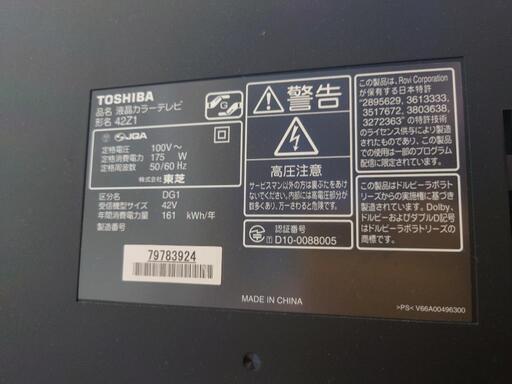 TOSHIBA
品名 液晶カラーテレビ
形名 42Z1
JQA
定格電圧 100V～
定格消費電力 175 W
定格周波数 50/60 Hz
株式会社 東芝
区分名 DG1
受信機型サイズ 42V
年間消費電力量 161 kWh/年
製造番号
79783924
G
警告
高圧注意
サービスマン以外の方は裏ぶたをあけ
ないでください。内部には高電圧部分が
数多くあり、万一さわると危険です。
認証番号
D10-0088005
MADE IN CHINA
この製品は、Rovi Corporation
が保有する日本特許
"2895629, 3613333,
3517672, 3803638,
3272363" の特許技術
のライセンス供与により製造
されたものであり、この製品
の使用は一部のプログラム
配信に限定されています。
この製品はドルビーラボラト
リーズからの実施権に基づき
製造されています。Dolby、
ドルビーおよびダブルD記号
はドルビーラボラトリーズの
商標です。
>PS< V66A00496300